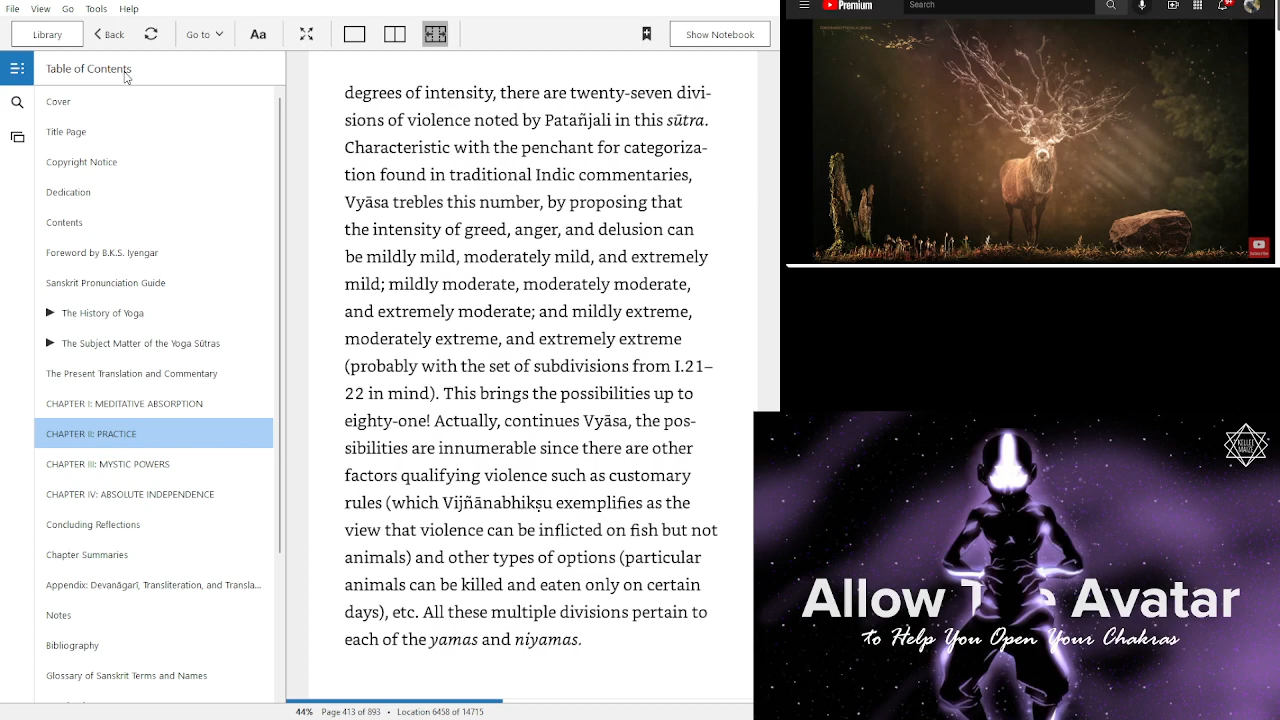 File View Go Tools Help
Library Back Go to Aa Show Notebook
Table of Contents
Cover
Title Page
Copyright Notice
Dedication
Contents
Foreword by B.K.S. Iyengar
Sanskrit Pronunciation Guide
The History of Yoga
The Subject Matter of the Yoga Sūtras
The Present Translation and Commentary
CHAPTER I: MEDITATIVE ABSORPTION
CHAPTER II: PRACTICE
CHAPTER III: MYSTIC POWERS
CHAPTER IV: ABSOLUTE INDEPENDENCE
Concluding Reflections
Chapter Summaries
Appendix: Devanāgarī, Transliteration, and Transla...
Notes
Bibliography
Glossary of Sanskrit Terms and Names
degrees of intensity, there are twenty-seven divi-
sions of violence noted by Patañjali in this sūtra.
Characteristic with the penchant for categoriza-
tion found in traditional Indic commentaries,
Vyāsa trebles this number, by proposing that
the intensity of greed, anger, and delusion can
be mildly mild, moderately mild, and extremely
mild; mildly moderate, moderately moderate,
and extremely moderate; and mildly extreme,
moderately extreme, and extremely extreme
(probably with the set of subdivisions from I.21–
22 in mind). This brings the possibilities up to
eighty-one! Actually, continues Vyāsa, the pos-
sibilities are innumerable since there are other
factors qualifying violence such as customary
rules (which Vijñānabhikṣu exemplifies as the
view that violence can be inflicted on fish but not
animals) and other types of options (particular
animals can be killed and eaten only on certain
days), etc. All these multiple divisions pertain to
each of the yamas and niyamas.
44% Page 413 of 893 • Location 6458 of 14715
Premium Search 9+
Allow The Avatar
to Help You Open Your Chakras